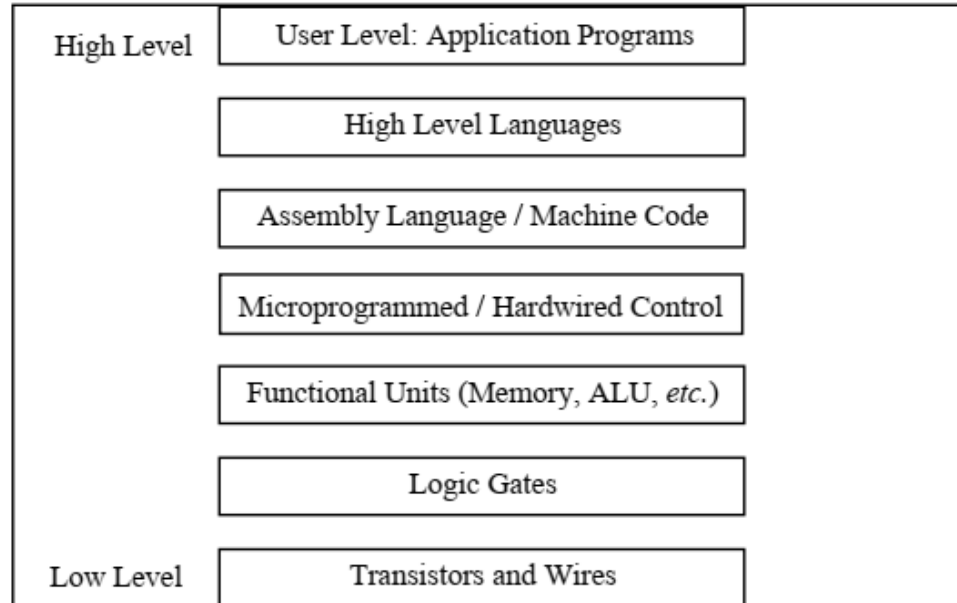 High Level
User Level: Application Programs
High Level Languages
Assembly Language / Machine Code
Microprogrammed / Hardwired Control
Functional Units (Memory, ALU, etc.)
Logic Gates
Low Level
Transistors and Wires